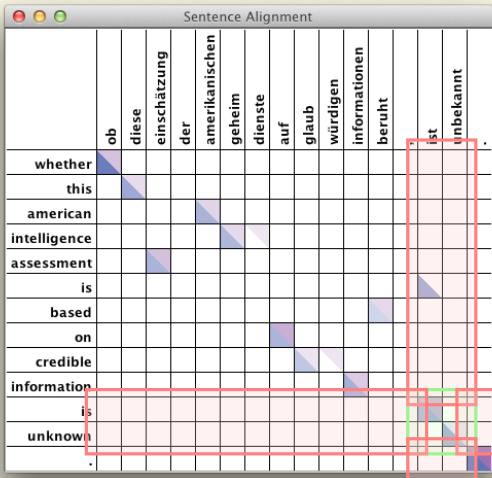 Sentence Alignment
ob
diese
einschätzung
der
amerikanischen
geheim
dienste
auf
glaub
würdigen
informationen
beruht
,
ist
unbekannt
.
whether
this
american
intelligence
assessment
is
based
on
credible
information
is
unknown
.